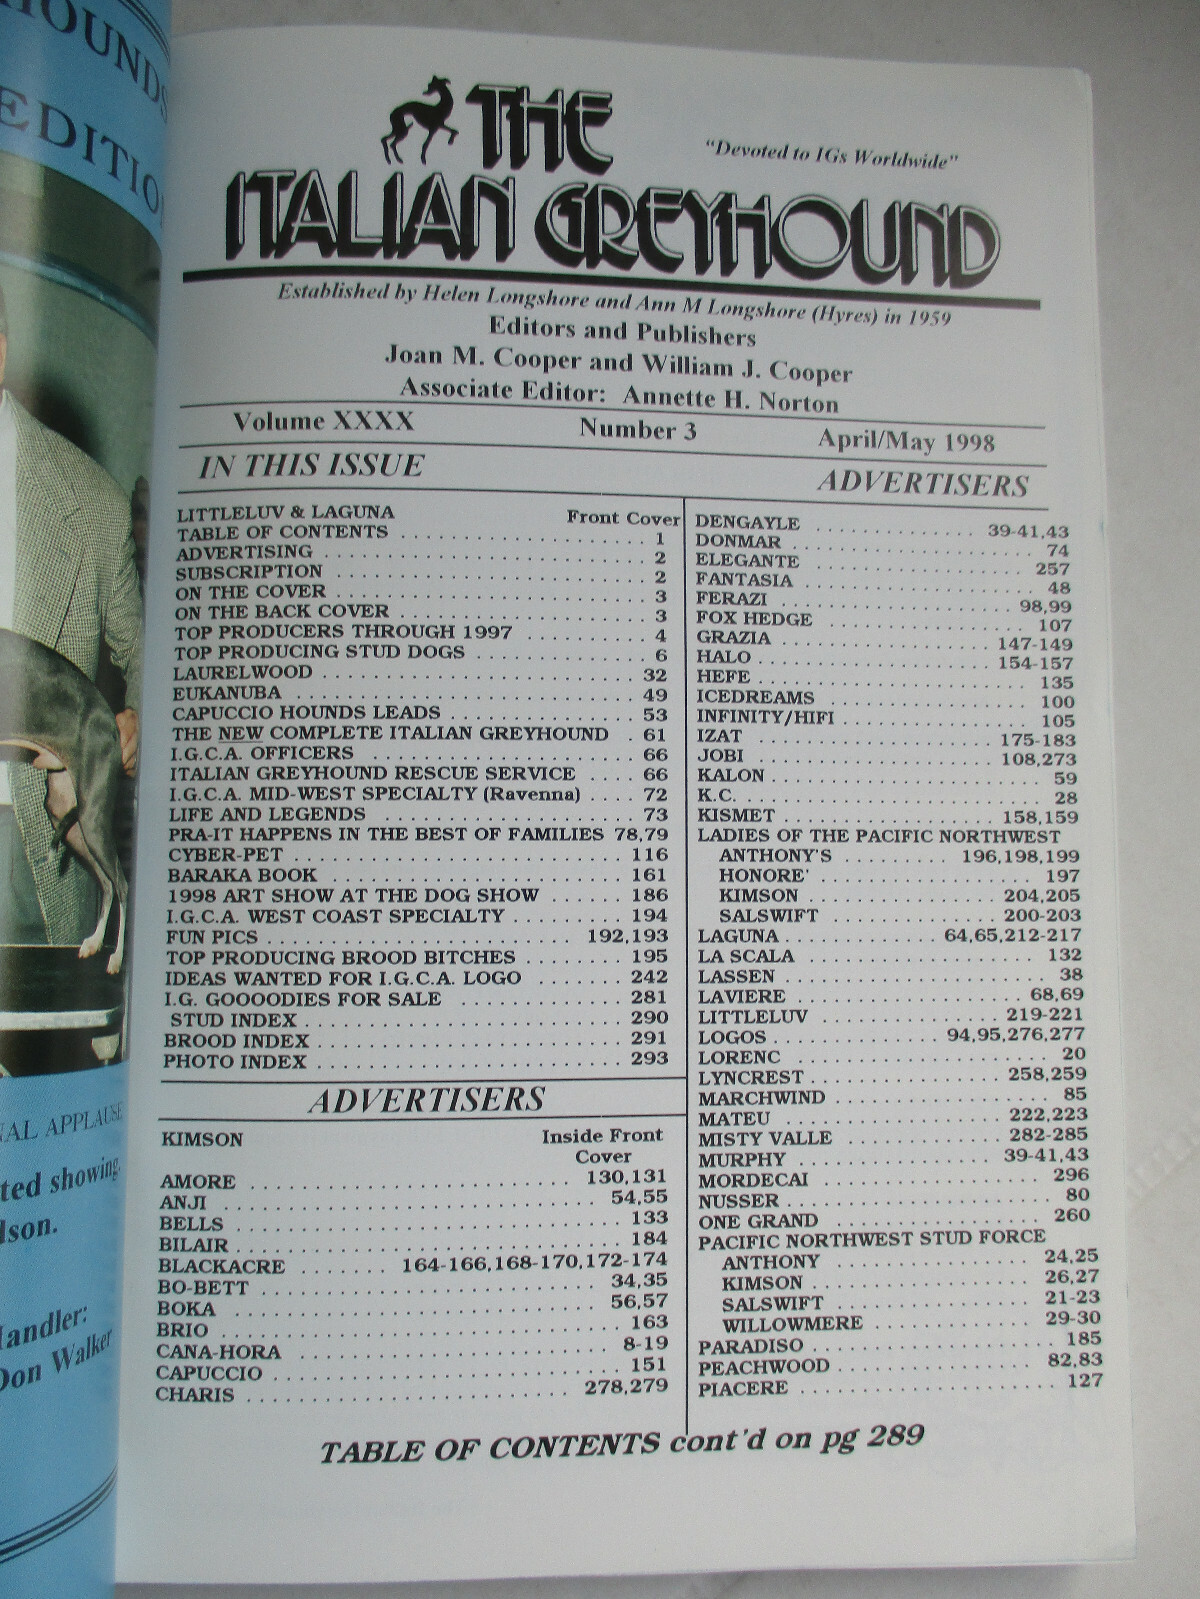 HOUNDS
EDITIO
NAL APPLAUSE
ted showing.
lson.
Handler:
Don Walker
THE
ITALIAN GREYHOUND
"Devoted to IGs Worldwide"
Established by Helen Longshore and Ann M Longshore (Hyres) in 1959
Editors and Publishers
Joan M. Cooper and William J. Cooper
Associate Editor: Annette H. Norton
Volume XXXX Number 3 April/May 1998
IN THIS ISSUE
LITTLELUV & LAGUNA Front Cover
TABLE OF CONTENTS . . . . . . . . . . . . . . . . . . . . 1
ADVERTISING . . . . . . . . . . . . . . . . . . . . 2
SUBSCRIPTION . . . . . . . . . . . . . . . . . . . . 2
ON THE COVER . . . . . . . . . . . . . . . . . . . . 3
ON THE BACK COVER . . . . . . . . . . . . . . . . . . . . 3
TOP PRODUCERS THROUGH 1997 . . . . . . . . . . 4
TOP PRODUCING STUD DOGS . . . . . . . . . . . . . . 6
LAURELWOOD . . . . . . . . . . . . . . . . . . . . 32
EUKANUBA . . . . . . . . . . . . . . . . . . . . 49
CAPUCCIO HOUNDS LEADS . . . . . . . . . . . . . . 53
THE NEW COMPLETE ITALIAN GREYHOUND . 61
I.G.C.A. OFFICERS . . . . . . . . . . . . . . . . . . . . 66
ITALIAN GREYHOUND RESCUE SERVICE . . . . 66
I.G.C.A. MID-WEST SPECIALTY (Ravenna) . . . . 72
LIFE AND LEGENDS . . . . . . . . . . . . . . . . . . . . 73
PRA-IT HAPPENS IN THE BEST OF FAMILIES 78,79
CYBER-PET . . . . . . . . . . . . . . . . . . . . 116
BARAKA BOOK . . . . . . . . . . . . . . . . . . . . 161
1998 ART SHOW AT THE DOG SHOW . . . . . . 186
I.G.C.A. WEST COAST SPECIALTY . . . . . . . . . 194
FUN PICS . . . . . . . . . . . . . . . . . . . . 192,193
TOP PRODUCING BROOD BITCHES . . . . . . . . 195
IDEAS WANTED FOR I.G.C.A. LOGO . . . . . . . 242
I.G. GOOOODIES FOR SALE . . . . . . . . . . . . . 281
STUD INDEX . . . . . . . . . . . . . . . . . . . . 290
BROOD INDEX . . . . . . . . . . . . . . . . . . . . 291
PHOTO INDEX . . . . . . . . . . . . . . . . . . . . 293
ADVERTISERS
KIMSON Inside Front
Cover
AMORE . . . . . . . . . . . . . . . . . . . . 130,131
ANJI . . . . . . . . . . . . . . . . . . . . 54,55
BELLS . . . . . . . . . . . . . . . . . . . . 133
BILAIR . . . . . . . . . . . . . . . . . . . . 184
BLACKACRE . . . . . . . 164-166,168-170,172-174
BO-BETT . . . . . . . . . . . . . . . . . . . . 34,35
BOKA . . . . . . . . . . . . . . . . . . . . 56,57
BRIO . . . . . . . . . . . . . . . . . . . . 163
CANA-HORA . . . . . . . . . . . . . . . . . . . . 8-19
CAPUCCIO . . . . . . . . . . . . . . . . . . . . 151
CHARIS . . . . . . . . . . . . . . . . . . . . 278,279
ADVERTISERS
DENGAYLE . . . . . . . . . . . . 39-41,43
DONMAR . . . . . . . . . . . . . . . . . . . . 74
ELEGANTE . . . . . . . . . . . . . . . . . . . . 257
FANTASIA . . . . . . . . . . . . . . . . . . . . 48
FERAZI . . . . . . . . . . . . . . . . . . . . 98,99
FOX HEDGE . . . . . . . . . . . . . . . . . . . . 107
GRAZIA . . . . . . . . . . . . . . . . . . . . 147-149
HALO . . . . . . . . . . . . . . . . . . . . 154-157
HEFE . . . . . . . . . . . . . . . . . . . . 135
ICEDREAMS . . . . . . . . . . . . . . . . . . . . 100
INFINITY/HIFI . . . . . . . . . . . . . . . . . . . . 105
IZAT . . . . . . . . . . . . . . . . . . . . 175-183
JOBI . . . . . . . . . . . . . . . . . . . . 108,273
KALON . . . . . . . . . . . . . . . . . . . . 59
K.C. . . . . . . . . . . . . . . . . . . . . 28
KISMET . . . . . . . . . . . . . . . . . . . . 158,159
LADIES OF THE PACIFIC NORTHWEST
ANTHONY'S . . . . . . . . . 196,198,199
HONORE' . . . . . . . . . . . . . . . . . . . . 197
KIMSON . . . . . . . . . . . . . . . . 204,205
SALSWIFT . . . . . . . . . . . . . . . 200-203
LAGUNA . . . . . . . . . . . . . 64,65,212-217
LA SCALA . . . . . . . . . . . . . . . . . . . . 132
LASSEN . . . . . . . . . . . . . . . . . . . . 38
LAVIERE . . . . . . . . . . . . . . . . . . . . 68,69
LITTLELUV . . . . . . . . . . . . . . . . 219-221
LOGOS . . . . . . . . . . . . . . 94,95,276,277
LORENC . . . . . . . . . . . . . . . . . . . . 20
LYNCREST . . . . . . . . . . . . . . . . 258,259
MARCHWIND . . . . . . . . . . . . . . . . . . . . 85
MATEU . . . . . . . . . . . . . . . . . . . . 222,223
MISTY VALLE . . . . . . . . . . . . . 282-285
MURPHY . . . . . . . . . . . . . . . . 39-41,43
MORDECAI . . . . . . . . . . . . . . . . . . . . 296
NUSSER . . . . . . . . . . . . . . . . . . . . 80
ONE GRAND . . . . . . . . . . . . . . . . . . 260
PACIFIC NORTHWEST STUD FORCE
ANTHONY . . . . . . . . . . . . . . . . 24,25
KIMSON . . . . . . . . . . . . . . . . . . 26,27
SALSWIFT . . . . . . . . . . . . . . . . 21-23
WILLOWMERE . . . . . . . . . . . . . 29-30
PARADISO . . . . . . . . . . . . . . . . . . . . 185
PEACHWOOD . . . . . . . . . . . . . . . . 82,83
PIACERE . . . . . . . . . . . . . . . . . . . . 127
TABLE OF CONTENTS cont'd on pg 289